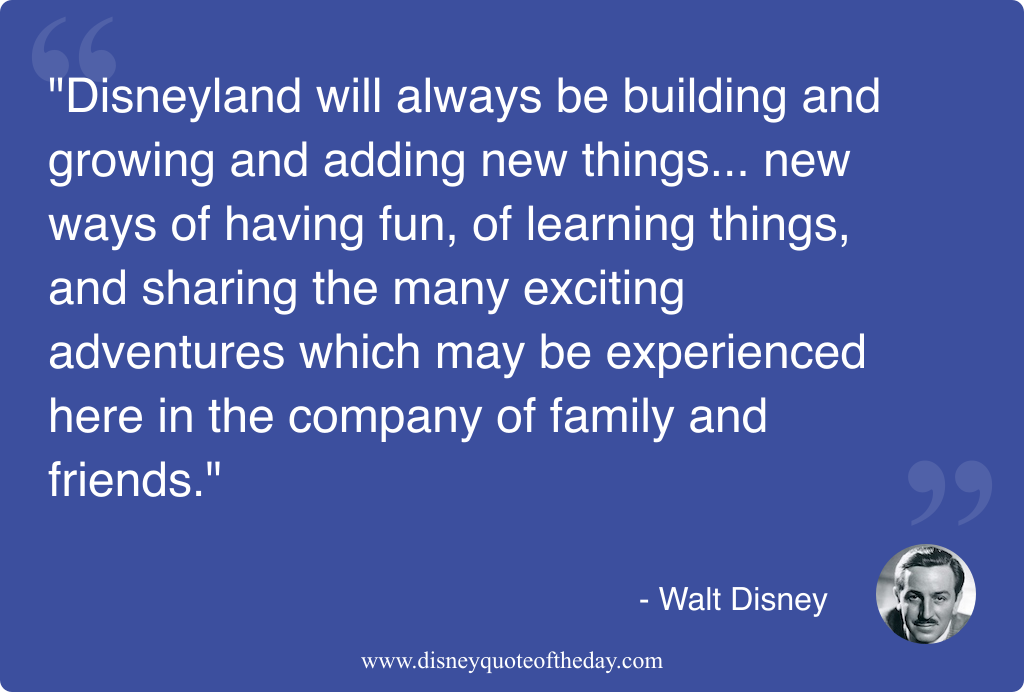 "Disneyland will always be building and
growing and adding new things... new
ways of having fun, of learning things,
and sharing the many exciting
adventures which may be experienced
here in the company of family and
friends."
- Walt Disney
www.disneyquoteoftheday.com